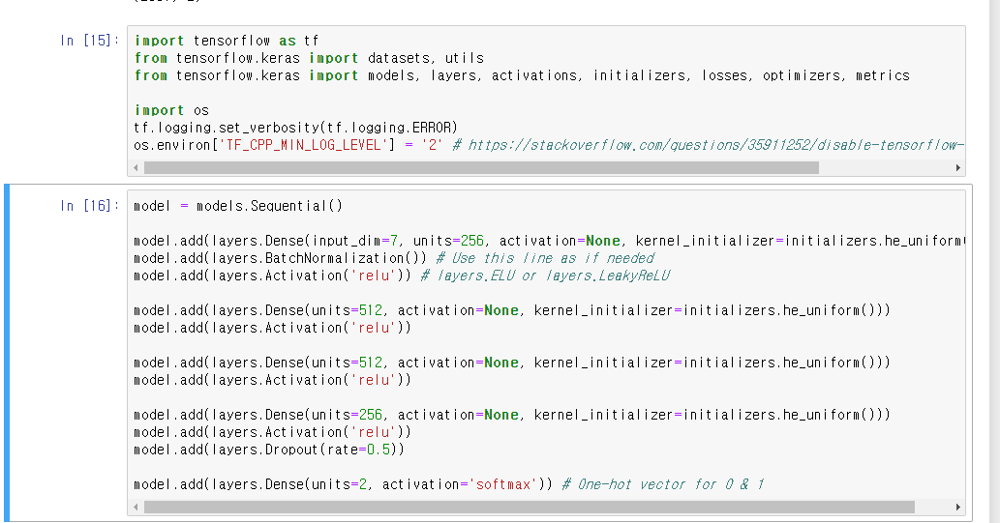 In [15]:
import tensorflow as tf
from tensorflow.keras import datasets, utils
from tensorflow.keras import models, layers, activations, initializers, losses, optimizers, metrics
import os
tf.logging.set_verbosity(tf.logging.ERROR)
os.environ['TF_CPP_MIN_LOG_LEVEL'] = '2' # https://stackoverflow.com/questions/35911252/disable-tensorflow-
In [16]:
model = models.Sequential()
model.add(layers.Dense(input_dim=7, units=256, activation=None, kernel_initializer=initializers.he_uniform(
model.add(layers.BatchNormalization()) # Use this line as if needed
model.add(layers.Activation('relu')) # layers.ELU or layers.LeakyReLU
model.add(layers.Dense(units=512, activation=None, kernel_initializer=initializers.he_uniform()))
model.add(layers.Activation('relu'))
model.add(layers.Dense(units=512, activation=None, kernel_initializer=initializers.he_uniform()))
model.add(layers.Activation('relu'))
model.add(layers.Dense(units=256, activation=None, kernel_initializer=initializers.he_uniform()))
model.add(layers.Activation('relu'))
model.add(layers.Dropout(rate=0.5))
model.add(layers.Dense(units=2, activation='softmax')) # One-hot vector for 0 & 1